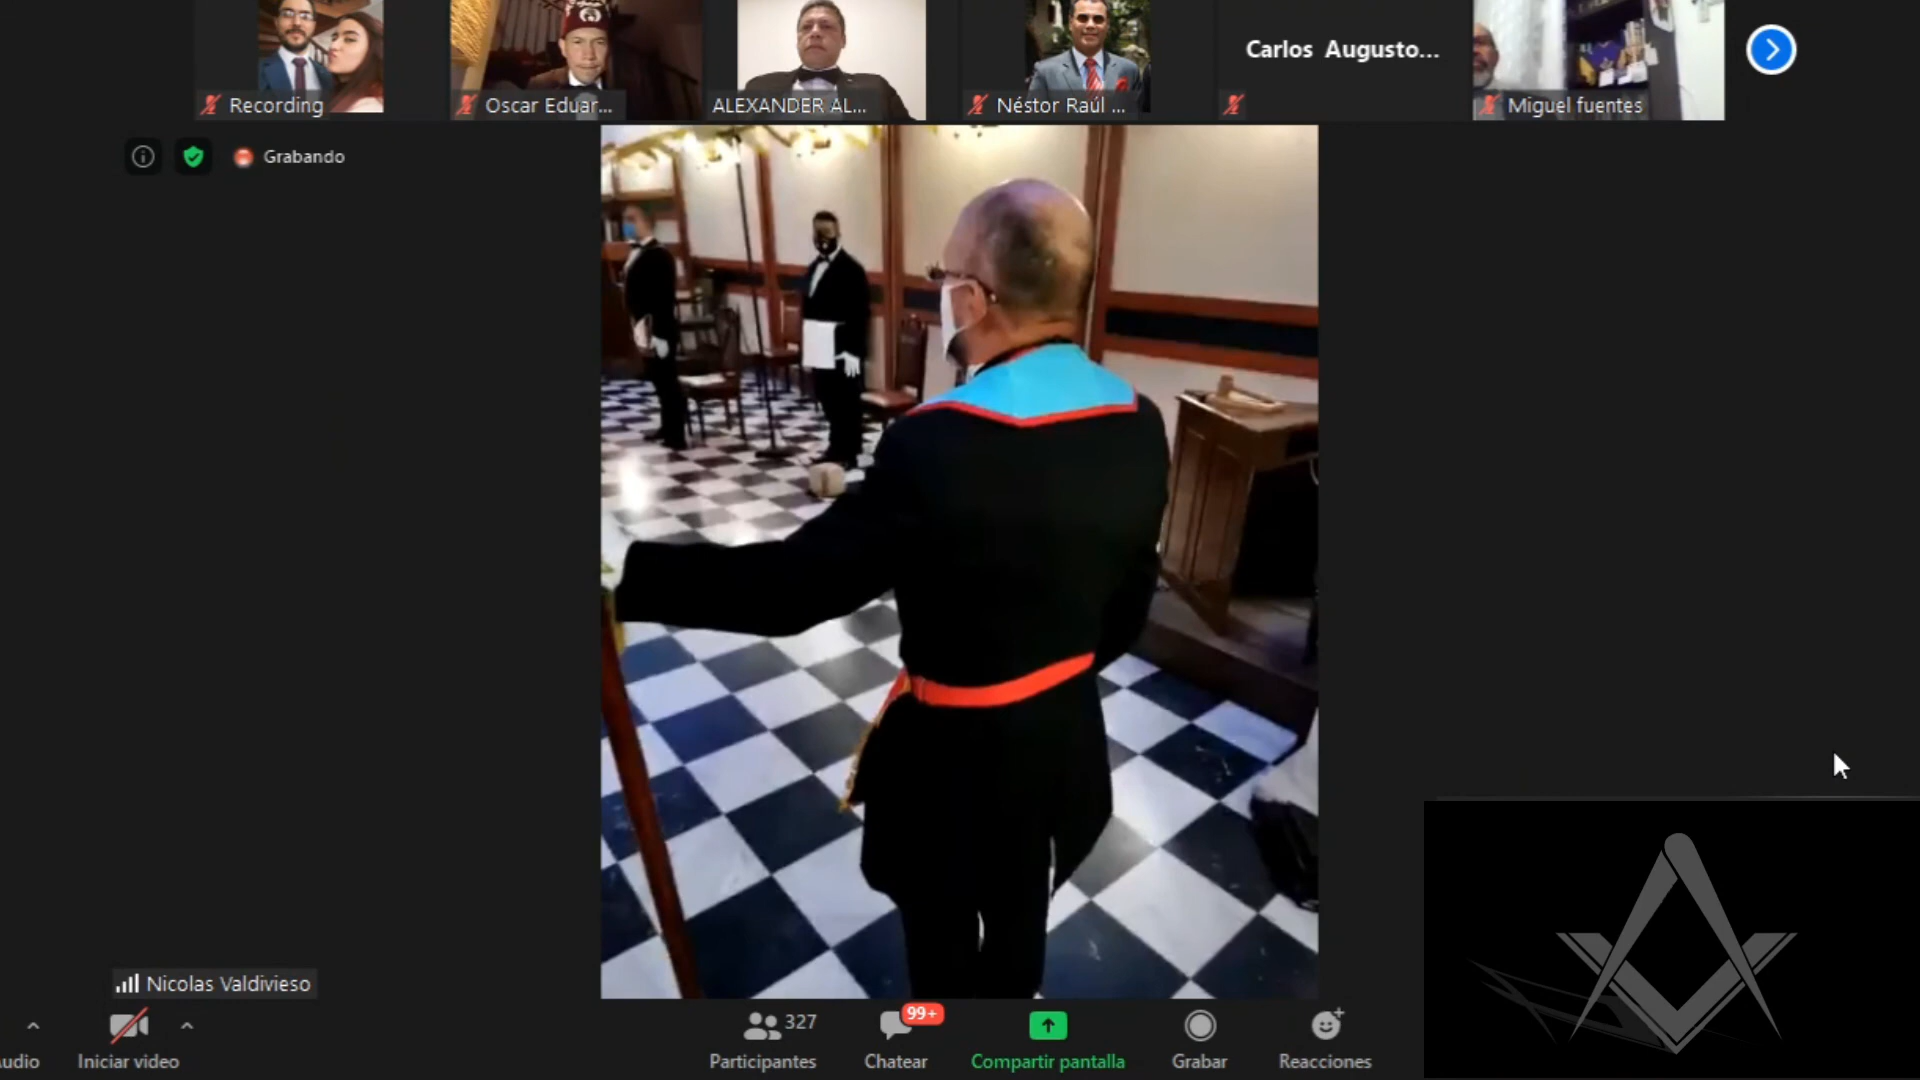 Recording
Oscar Eduar...
ALEXANDER AL...
Néstor Raúl ...
Carlos Augusto...
Miguel fuentes
Grabando
Nicolas Valdivieso
udio
Iniciar video
327
Participantes
99+
Chatear
Compartir pantalla
Grabar
Reacciones